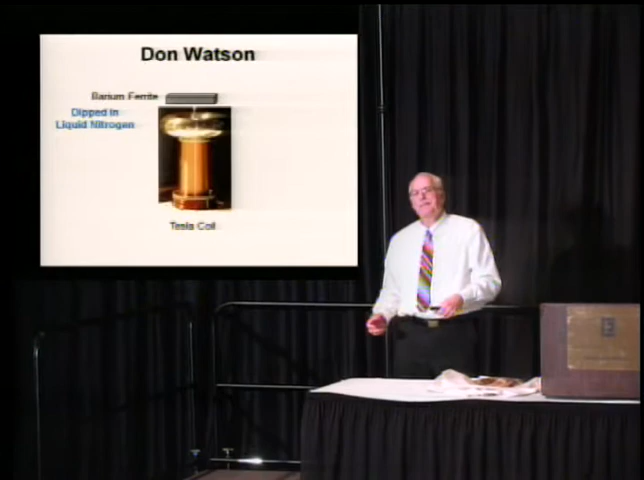 Don Watson
Barium Ferrite
Dipped in
Liquid Nitrogen
Tesla Coil